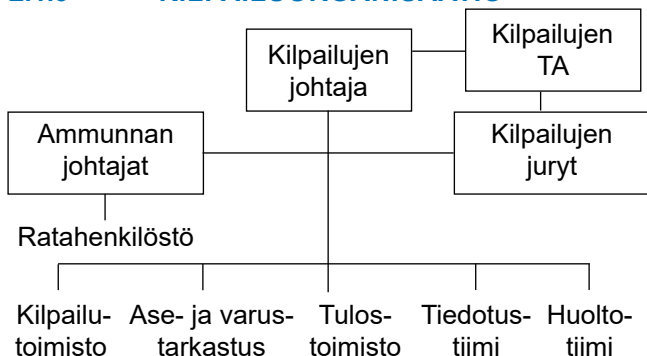 Kilpailujen
johtaja
Kilpailujen
TA
Ammunnan
johtajat
Kilpailujen
juryt
Ratahenkilöstö
Kilpailu-
toimisto
Ase- ja varus-
tarkastus
Tulos-
toimisto
Tiedotus-
tiimi
Huolto-
tiimi